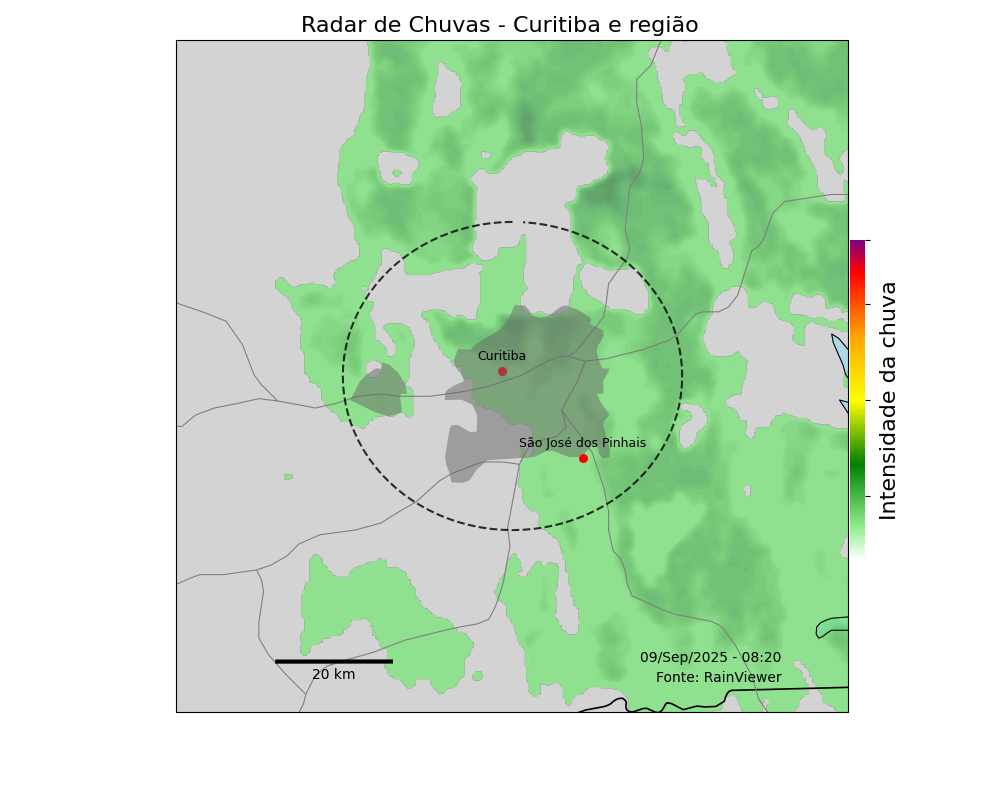 Radar de Chuvas - Curitiba e região
Curitiba
São José dos Pinhais
Intensidade da chuva
09/Sep/2025 - 08:20
Fonte: RainViewer
20 km